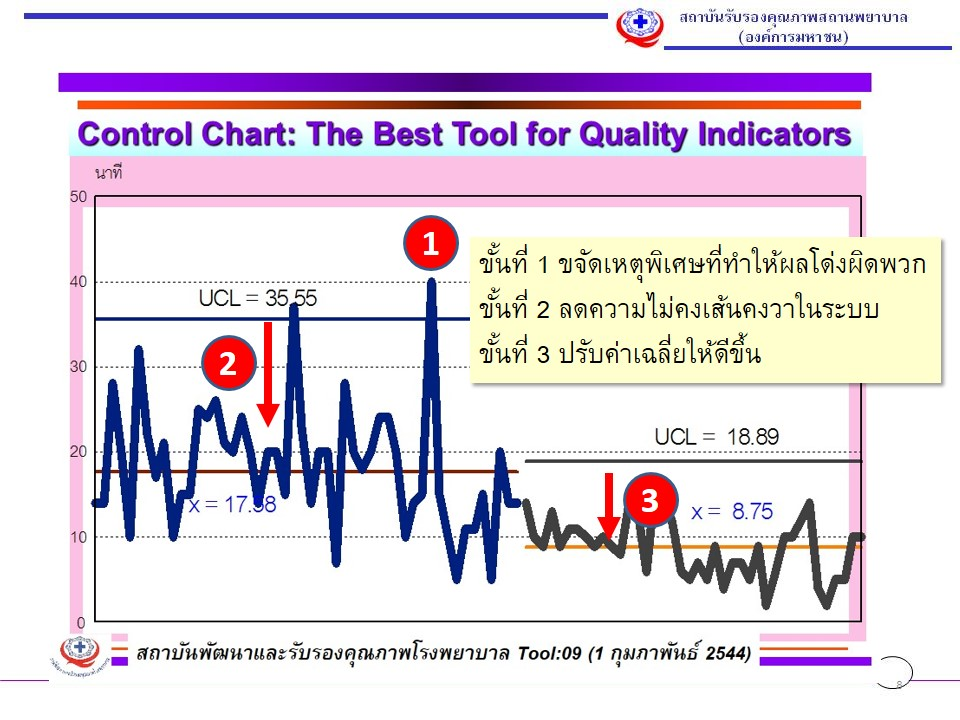 สถาบันรับรองคุณภาพสถานพยาบาล
(องค์การมหาชน)
Control Chart: The Best Tool for Quality Indicators
นาที
50
40
30
20
10
0
UCL = 35.55
1
2
x = 17.58
ขั้นที่ 1 ขจัดเหตุพิเศษที่ทำให้ผลโด่งผิดพวก
ขั้นที่ 2 ลดความไม่คงเส้นคงวาในระบบ
ขั้นที่ 3 ปรับค่าเฉลี่ยให้ดีขึ้น
UCL = 18.89
3
x = 8.75
สถาบันพัฒนาและรับรองคุณภาพโรงพยาบาล Tool:09 (1 กุมภาพันธ์ 2544)
8